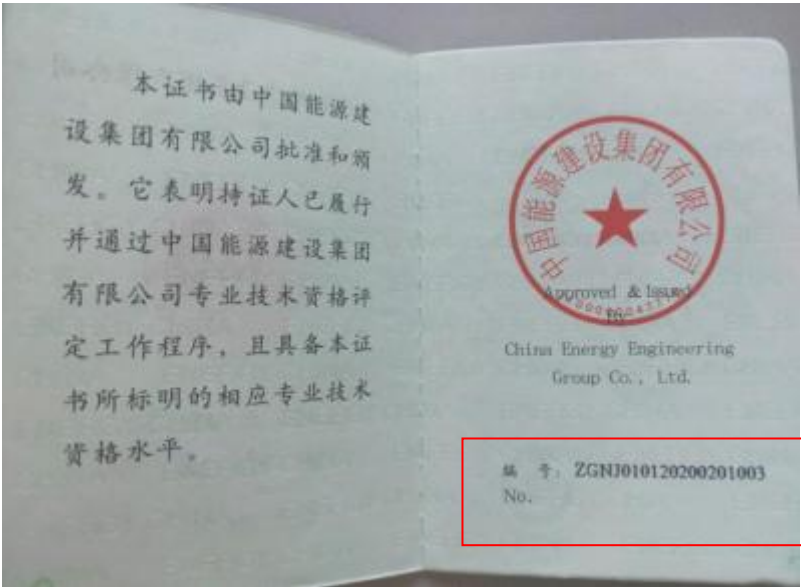 本证书由中国能源建
设集团有限公司批准和颁
发。它表明持证人已履行
并通过中国能源建设集团
有限公司专业技术资格评
定工作程序，且具备本证
书所标明的相应专业技术
资格水平。
中国能源建设集团有限公司
Approved & Issued
By
China Energy Engineering
Group Co., Ltd.
编 号: ZGNJ010120200201003
No.